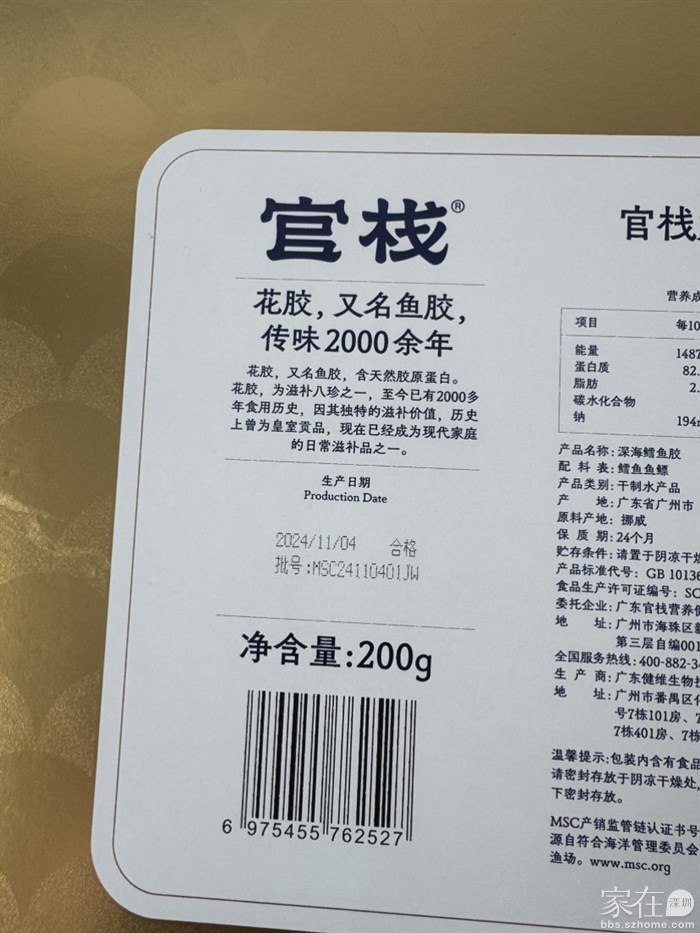 官栈®
花胶，又名鱼胶，
传味2000余年
花胶，又名鱼胶，含天然胶原蛋白。
花胶，为滋补八珍之一，至今已有2000多
年食用历史，因其独特的滋补价值，历史
上曾为皇室贡品，现在已经成为现代家庭
的日常滋补品之一。
生产日期
Production Date
2024/11/04 合格
批号:MSC24110401JW
净含量:200g
6 975455 762527
官栈
营养成
项目 每10
能量 1487
蛋白质 82.
脂肪 2.
碳水化合物
钠 194m
产品名称:深海鳕鱼胶
配 料 表:鳕鱼鱼鳔
产品类别:干制水产品
产 地:广东省广州市
原料产地: 挪威
保 质 期:24个月
贮存条件:请置于阴凉干燥
产品标准代号: GB 10136
食品生产许可证编号: SC
委托企业:广东官栈营养健
地 址:广州市海珠区新
第三层自编001
全国服务热线:400-882-34
生 产 商:广东健维生物技
地 址:广州市番禺区化
号7栋101房、7
7栋401房、7栋
温馨提示:包装内含有食品
请密封存放于阴凉干燥处,
下密封存放。
MSC产销监管链认证书号
源自符合海洋管理委员会
渔场。www.msc.org
家在深圳
bbs.szhome.com